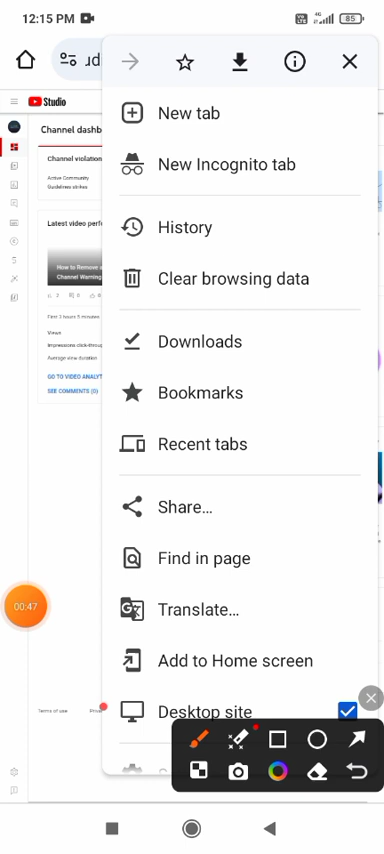 12:15 PM
4G
85
ud
New tab
Studio
Channel dashb
New Incognito tab
Channel violation
Active Community
Guidelines strikes
History
Latest video perfo
How to Remove
Channel Warning
Clear browsing data
First 2 hours 5 minutes
Views
Downloads
Impressions click-throu
Average view duration
GO TO VIDEO ANALYT
SEE COMMENTS (0)
Bookmarks
Recent tabs
Share...
Find in page
00:47
Translate...
Add to Home screen
Terms of use
Desktop site